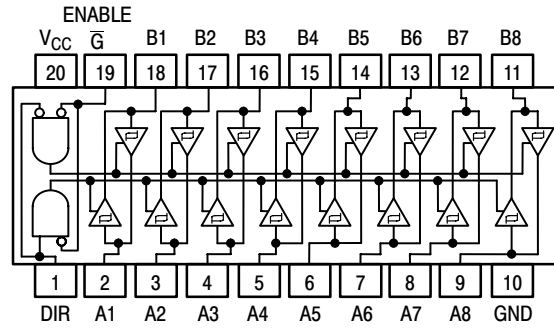 ENABLE
VCC G̅ B1 B2 B3 B4 B5 B6 B7 B8
20 19 18 17 16 15 14 13 12 11
1 2 3 4 5 6 7 8 9 10
DIR A1 A2 A3 A4 A5 A6 A7 A8 GND